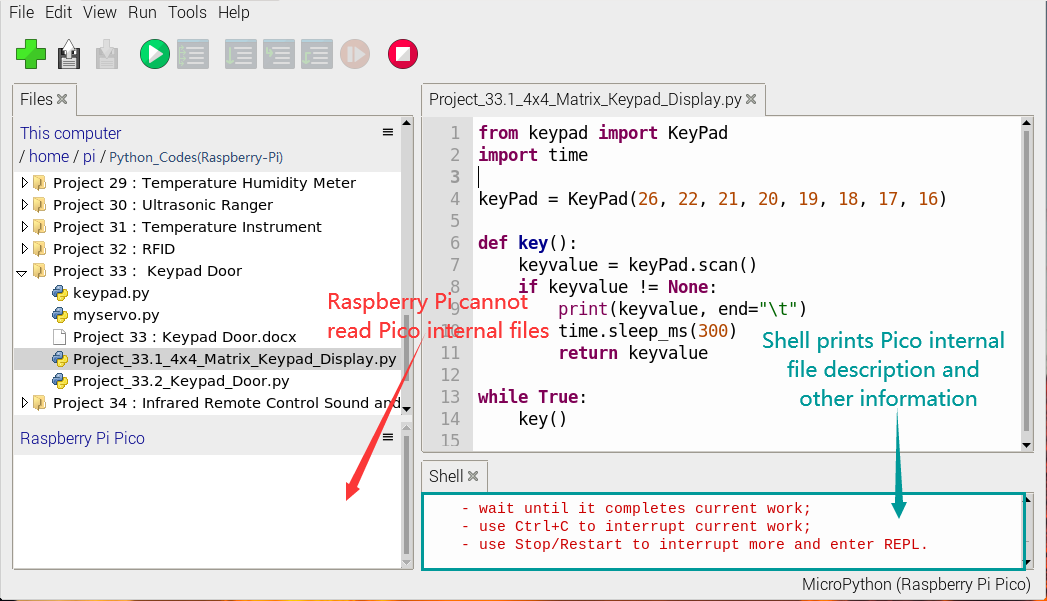 File Edit View Run Tools Help
Files
This computer
/ home / pi / Python_Codes(Raspberry-Pi)
Project 29 : Temperature Humidity Meter
Project 30 : Ultrasonic Ranger
Project 31 : Temperature Instrument
Project 32 : RFID
Project 33 :  Keypad Door
keypad.py
myservo.py
Project 33 : Keypad Door.docx
Project_33.1_4x4_Matrix_Keypad_Display.py
Project_33.2_Keypad_Door.py
Project 34 : Infrared Remote Control Sound and
Raspberry Pi Pico
Raspberry Pi cannot
read Pico internal files
Project_33.1_4x4_Matrix_Keypad_Display.py
1 from keypad import KeyPad
2 import time
3
4 keyPad = KeyPad(26, 22, 21, 20, 19, 18, 17, 16)
5
6 def key():
7     keyvalue = keyPad.scan()
8     if keyvalue != None:
9         print(keyvalue, end="\t")
10         time.sleep_ms(300)
11         return keyvalue
12
13 while True:
14     key()
15
Shell prints Pico internal
file description and
other information
Shell
- wait until it completes current work;
- use Ctrl+C to interrupt current work;
- use Stop/Restart to interrupt more and enter REPL.
MicroPython (Raspberry Pi Pico)